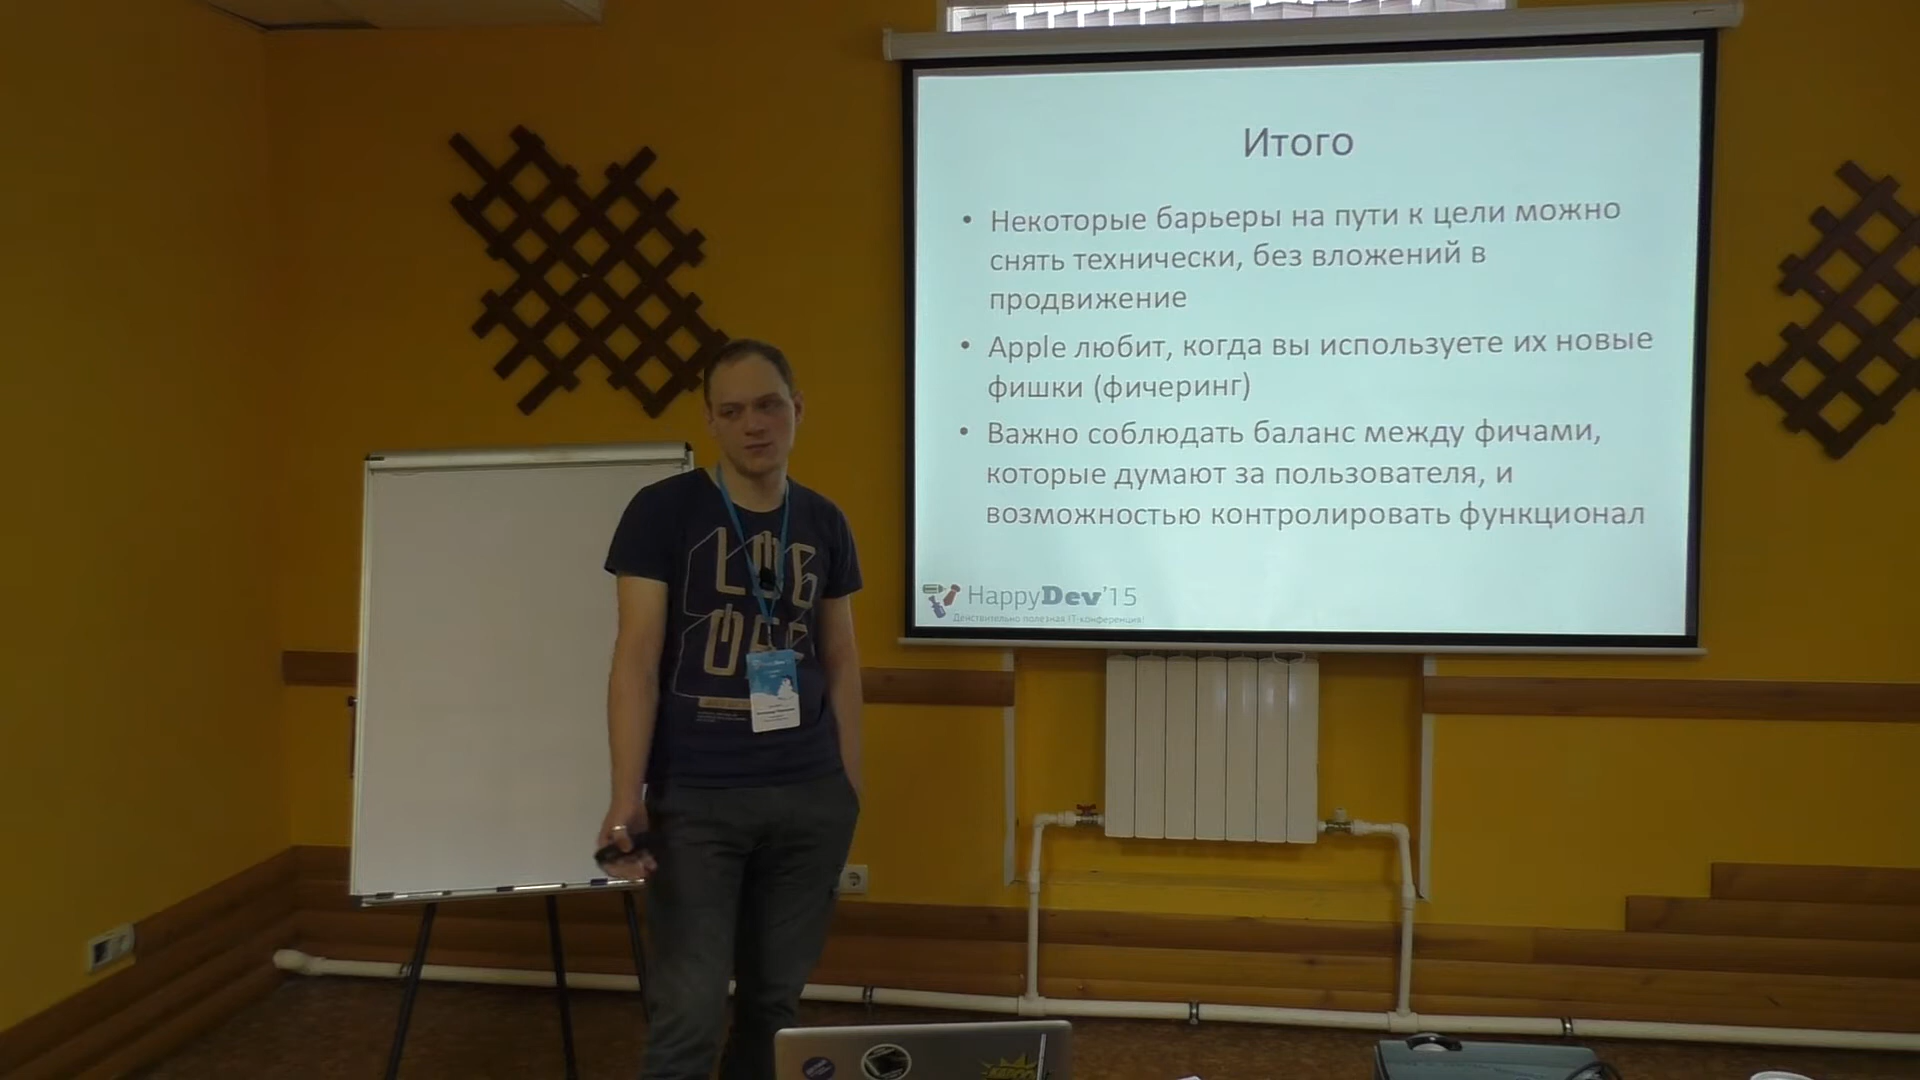 Итого
• Некоторые барьеры на пути к цели можно
снять технически, без вложений в
продвижение
• Apple любит, когда вы используете их новые
фишки (фичеринг)
• Важно соблюдать баланс между фичами,
которые думают за пользователя, и
возможностью контролировать функционал
HappyDev'15
Действительно полезная IT-конференция!